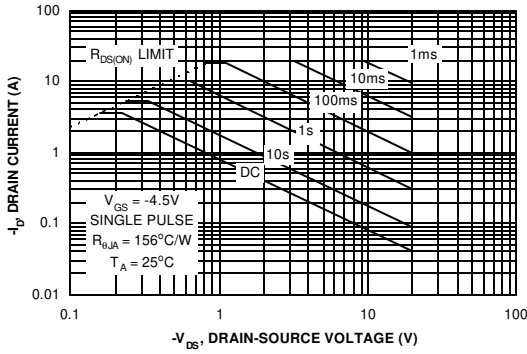 -I_D, DRAIN CURRENT (A)
100
10
1
0.1
0.01
R_DS(ON) LIMIT
1ms
10ms
100ms
1s
10s
DC
V_GS = -4.5V
SINGLE PULSE
R_θJA = 156°C/W
T_A = 25°C
0.1 1 10 100
-V_DS, DRAIN-SOURCE VOLTAGE (V)